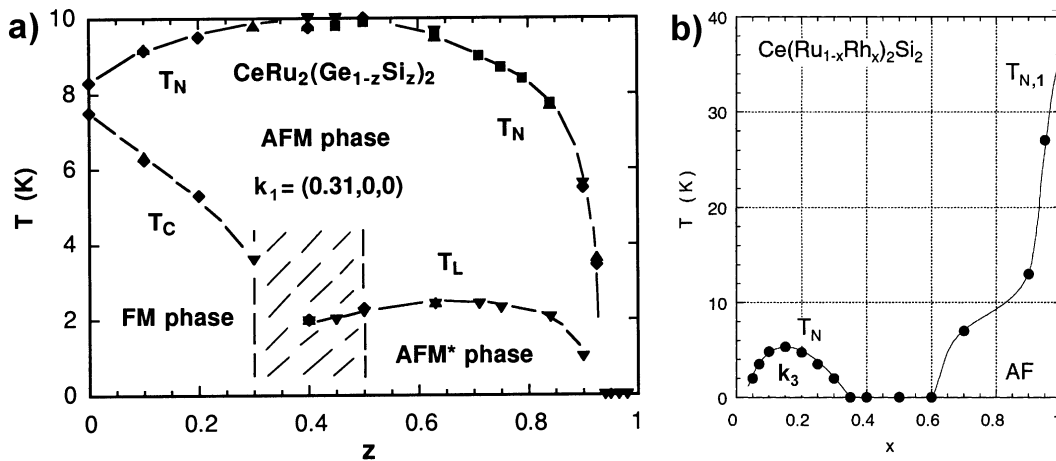 a)
CeRu₂(Ge₁₋zSiz)₂
T_N
T_N
AFM phase
k₁ = (0.31,0,0)
T_C
T_L
FM phase
AFM* phase
T (K)
10
8
6
4
2
0
0
0.2
0.4
0.6
0.8
1
z
b)
Ce(Ru₁₋ₓRhₓ)₂Si₂
T_N,1
T_N
k₃
AF
T (K)
40
30
20
10
0
0
0.2
0.4
0.6
0.8
1
x